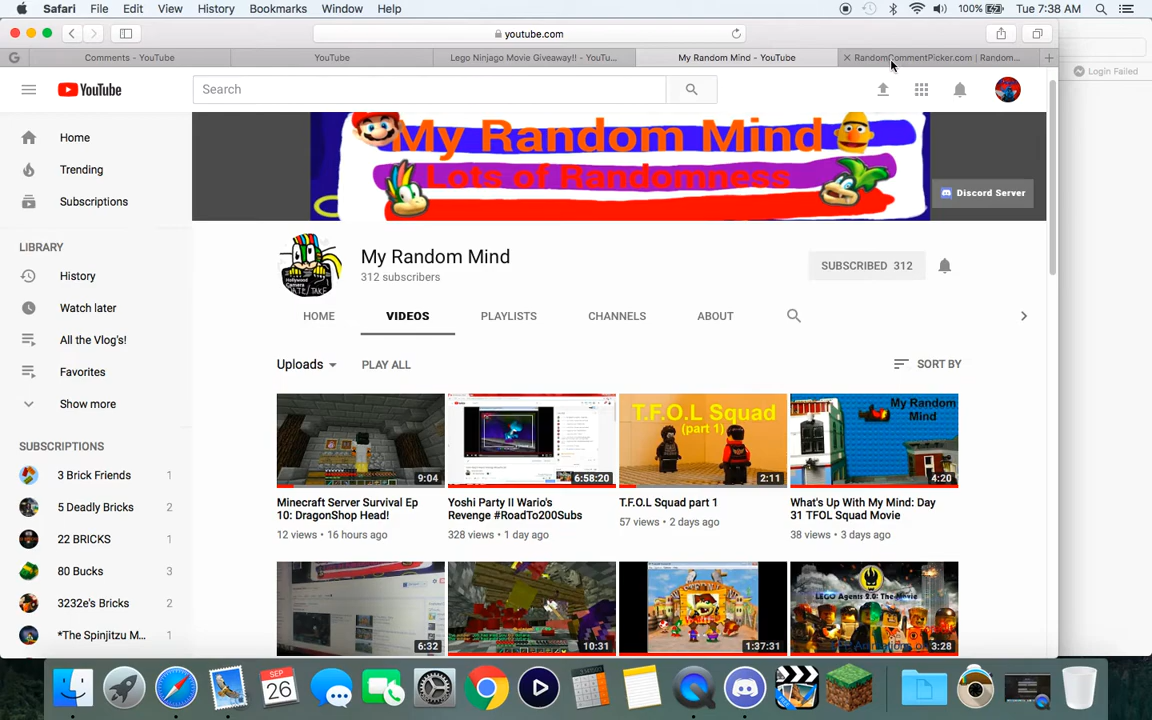 Safari File Edit View History Bookmarks Window Help 100% Tue 7:38 AM
youtube.com
Comments - YouTube YouTube Lego Ninjago Movie Giveaway!! - YouTu... My Random Mind - YouTube RandomCommentPicker.com | Random...
Login Failed
YouTube Search
My Random Mind
Lots of Randomness
Discord Server
Home
Trending
Subscriptions
LIBRARY
History
Watch later
All the Vlog's!
Favorites
Show more
SUBSCRIPTIONS
3 Brick Friends 1
5 Deadly Bricks 2
22 BRICKS 1
80 Bucks 3
3232e's Bricks 2
*The Spinjitzu M... 1
My Random Mind
312 subscribers
SUBSCRIBED 312
HOME VIDEOS PLAYLISTS CHANNELS ABOUT
Uploads PLAY ALL SORT BY
9:04
Minecraft Server Survival Ep
10: DragonShop Head!
12 views • 16 hours ago
6:58:20
Yoshi Party II Wario's
Revenge #RoadTo200Subs
328 views • 1 day ago
T.F.O.L Squad
(part 1)
2:11
T.F.O.L Squad part 1
57 views • 2 days ago
My Random
Mind
4:20
What's Up With My Mind: Day
31 TFOL Squad Movie
38 views • 3 days ago
6:32
10:31
1:37:31
LEGO Agents 2.0: The Movie
3:28
SEP
26